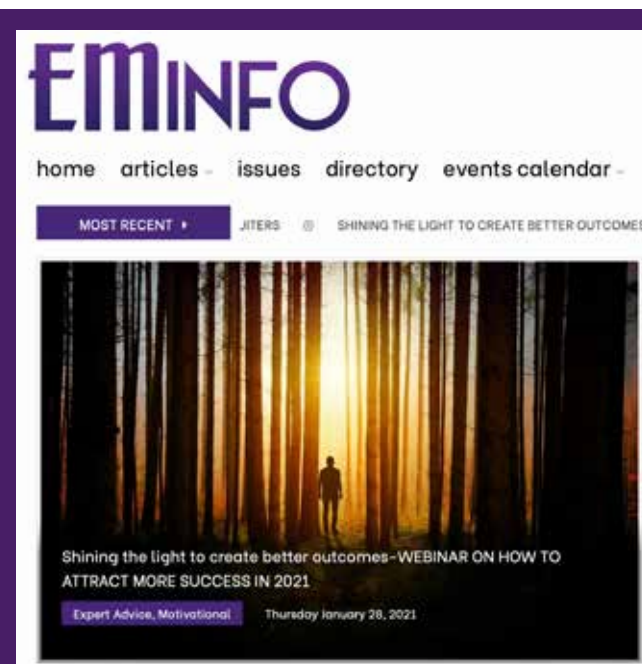 EMINFO
home articles issues directory events calendar
MOST RECENT JITERS SHINING THE LIGHT TO CREATE BETTER OUTCOMES
Shining the light to create better outcomes-WEBINAR ON HOW TO
ATTRACT MORE SUCCESS IN 2021
Expert Advice, Motivational Thursday January 28, 2021